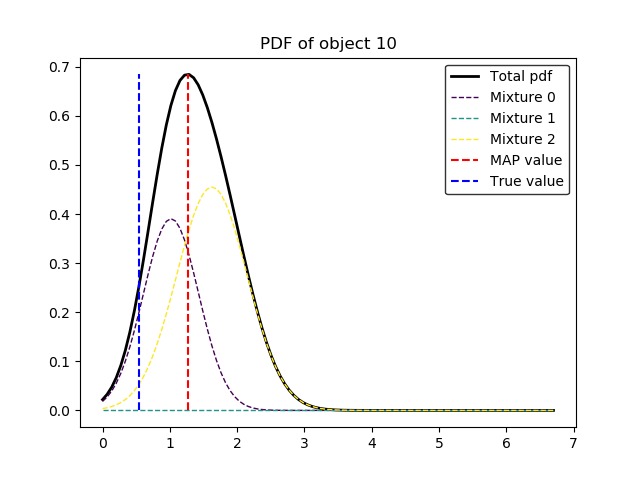 PDF of object 10
0.7
0.6
0.5
0.4
0.3
0.2
0.1
0.0
0 1 2 3 4 5 6 7
Total pdf
Mixture 0
Mixture 1
Mixture 2
MAP value
True value